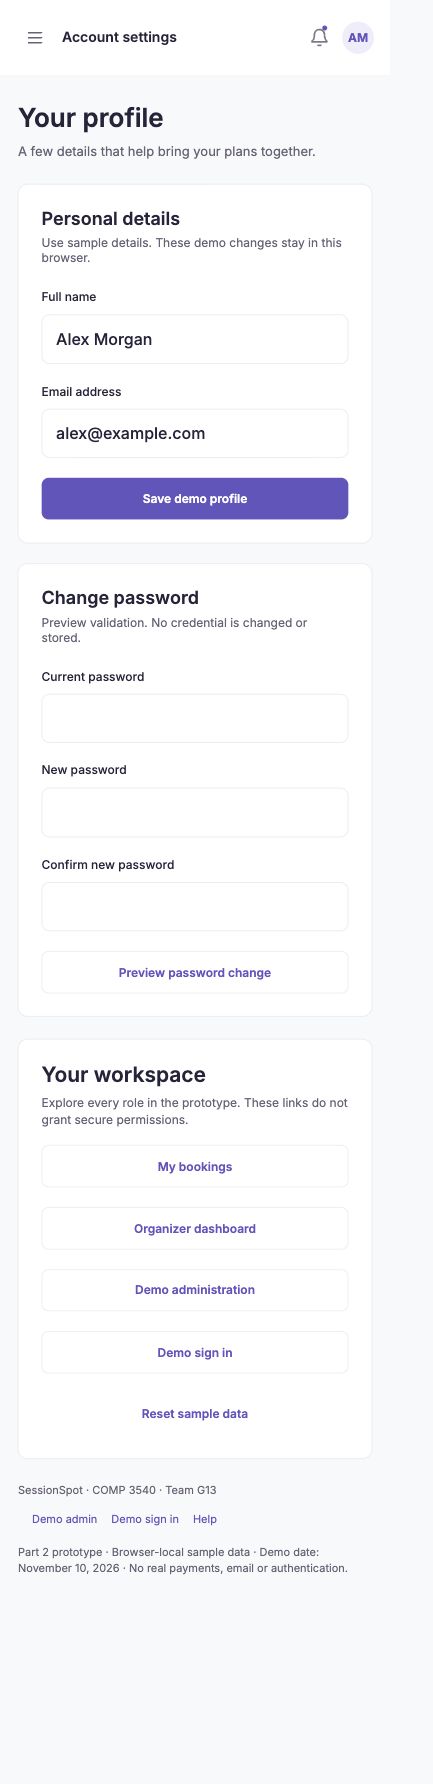 Account settings
AM
Your profile
A few details that help bring your plans together.
Personal details
Use sample details. These demo changes stay in this
browser.
Full name
Alex Morgan
Email address
alex@example.com
Save demo profile
Change password
Preview validation. No credential is changed or
stored.
Current password
New password
Confirm new password
Preview password change
Your workspace
Explore every role in the prototype. These links do not
grant secure permissions.
My bookings
Organizer dashboard
Demo administration
Demo sign in
Reset sample data
SessionSpot · COMP 3540 · Team G13
Demo admin Demo sign in Help
Part 2 prototype · Browser-local sample data · Demo date:
November 10, 2026 · No real payments, email or authentication.